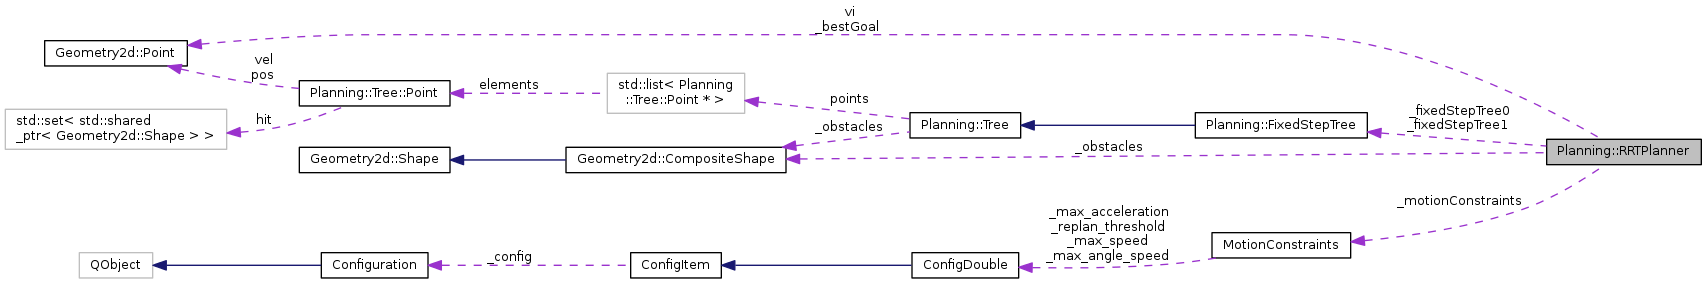 vi
_bestGoal
Geometry2d::Point
vel
pos
Planning::Tree::Point
elements
std::list< Planning
::Tree::Point * >
points
std::set< std::shared
_ptr< Geometry2d::Shape > >
hit
_obstacles
Planning::Tree
Planning::FixedStepTree
_fixedStepTree0
_fixedStepTree1
Geometry2d::Shape
Geometry2d::CompositeShape
_obstacles
Planning::RRTPlanner
_motionConstraints
_max_acceleration
_replan_threshold
_max_speed
_max_angle_speed
MotionConstraints
QObject
Configuration
_config
ConfigItem
ConfigDouble